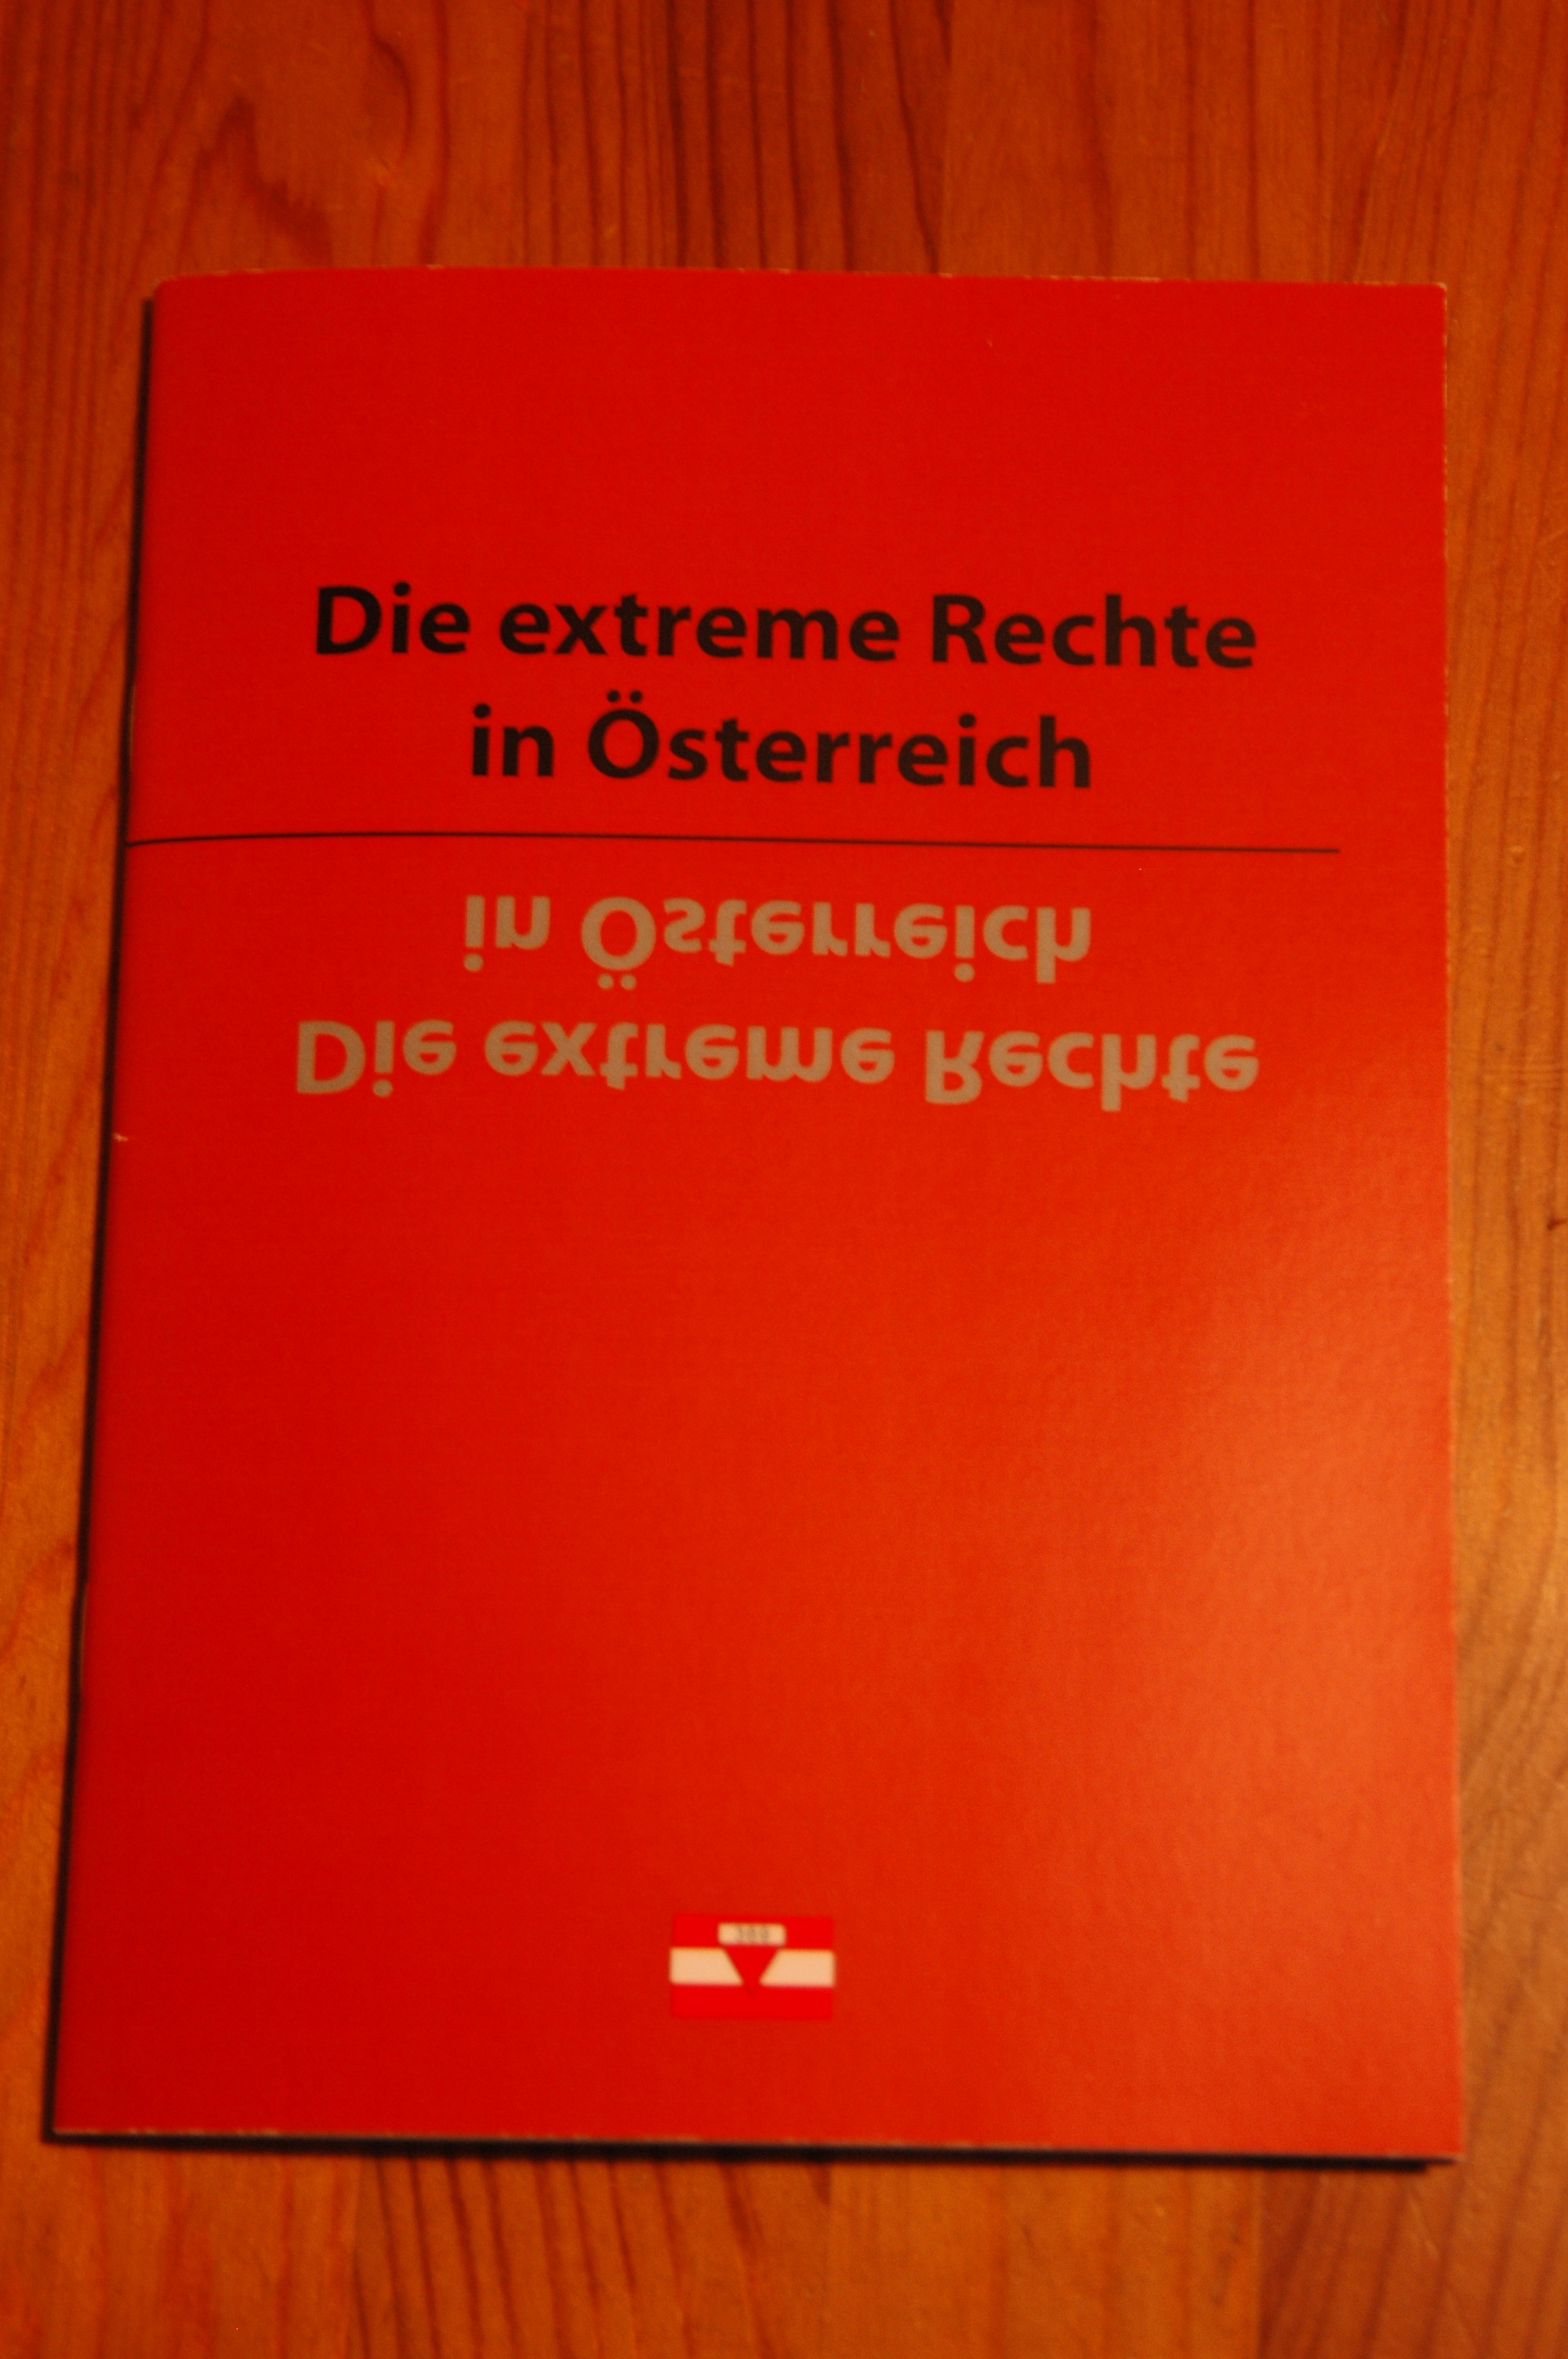 Die extreme Rechte
in Österreich
in Österreich
Die extreme Rechte